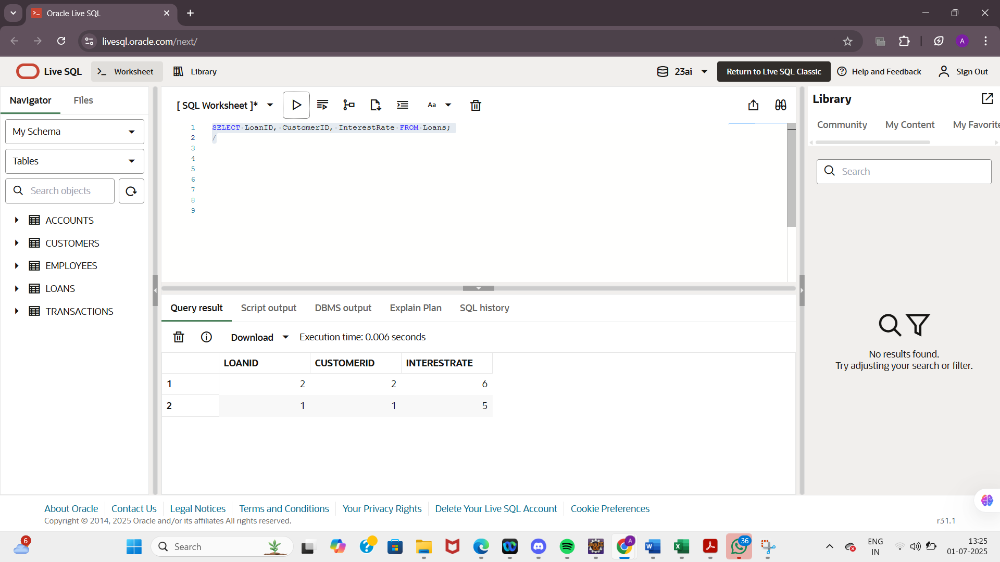 Oracle Live SQL
livesql.oracle.com/next/
A
Live SQL
Worksheet
Library
23ai
Return to Live SQL Classic
Help and Feedback
Sign Out
Navigator
Files
My Schema
Tables
Search objects
ACCOUNTS
CUSTOMERS
EMPLOYEES
LOANS
TRANSACTIONS
[ SQL Worksheet ]*
Aa
1 SELECT LoanID, CustomerID, InterestRate FROM Loans;
2 /
3
4
5
6
7
8
9
Query result Script output DBMS output Explain Plan SQL history
Download Execution time: 0.006 seconds
LOANID CUSTOMERID INTERESTRATE
1 2 2 6
2 1 1 5
Library
Community My Content My Favorite
Search
No results found.
Try adjusting your search or filter.
About Oracle Contact Us Legal Notices Terms and Conditions Your Privacy Rights Delete Your Live SQL Account Cookie Preferences
Copyright © 2014, 2025 Oracle and/or its affiliates All rights reserved.
r31.1
6
Search
Java EE
IDE
A
36
ENG
IN
13:25
01-07-2025